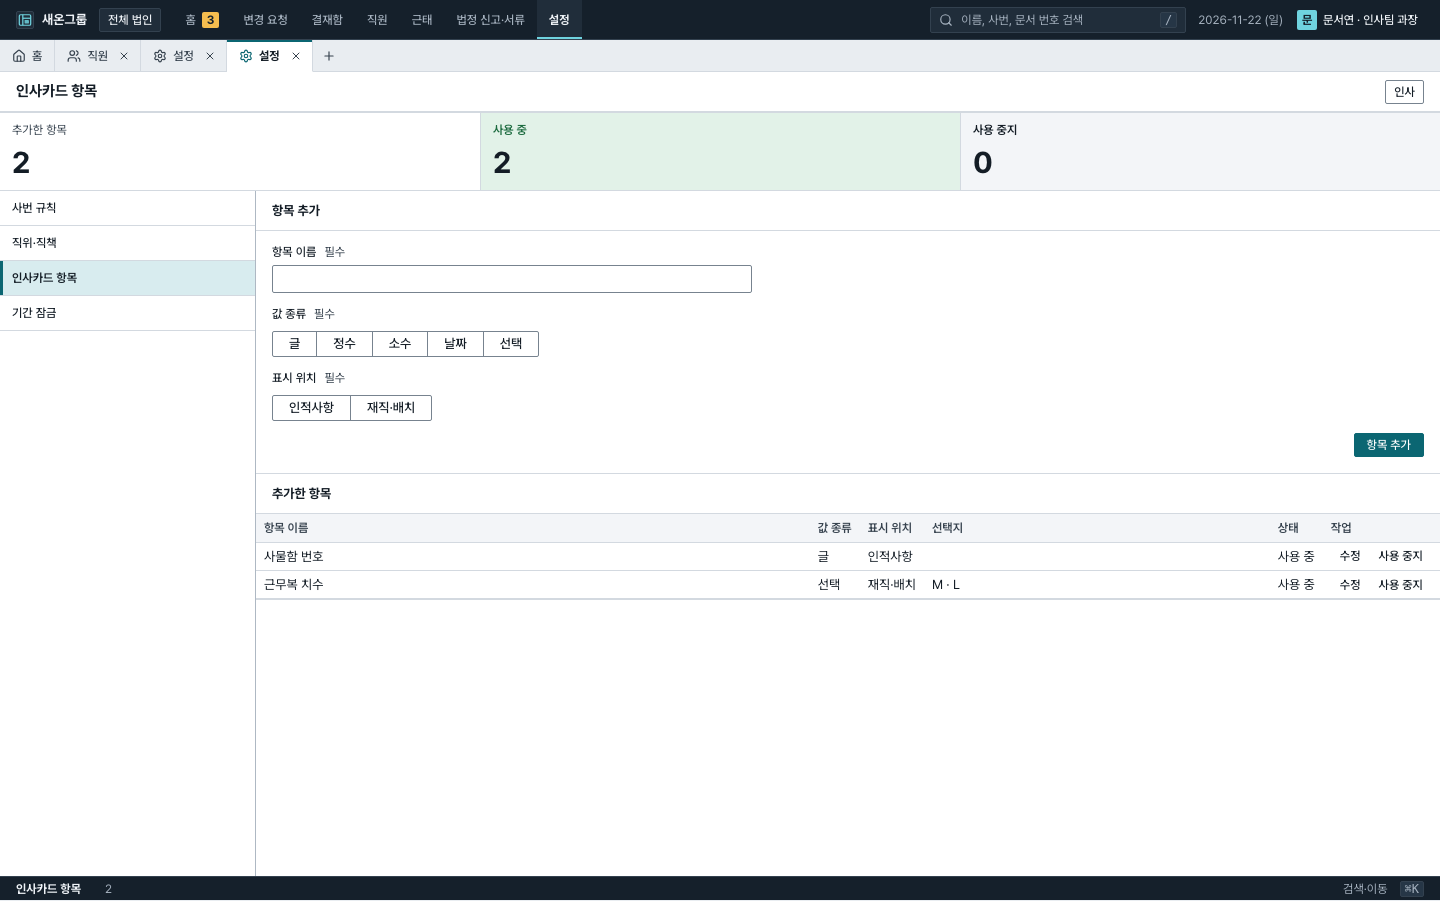 새온그룹 전체 법인 홈 3 변경 요청 결재함 직원 근태 법정 신고·서류 설정 이름, 사번, 문서 번호 검색 / 2026-11-22 (일) 문 문서연 · 인사팀 과장
홈 직원 설정 설정
인사카드 항목 인사
추가한 항목 사용 중 사용 중지
2 2 0
사번 규칙
직위·직책
인사카드 항목
기간 잠금
항목 추가
항목 이름 필수
값 종류 필수
글 정수 소수 날짜 선택
표시 위치 필수
인적사항 재직·배치
항목 추가
추가한 항목
항목 이름 값 종류 표시 위치 선택지 상태 작업
사물함 번호 글 인적사항 사용 중 수정 사용 중지
근무복 치수 선택 재직·배치 M · L 사용 중 수정 사용 중지
인사카드 항목 2 검색·이동 ⌘K